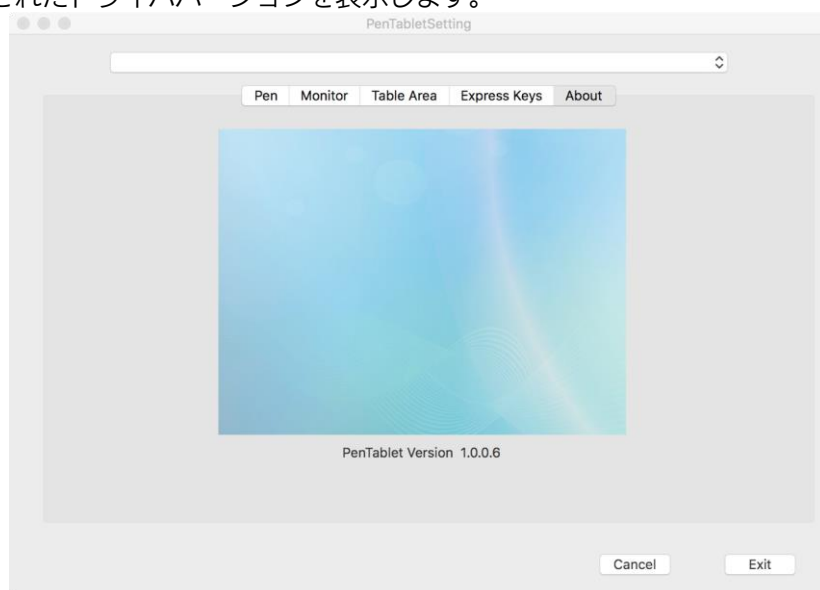 されたドライババージョンを表示します。
PenTabletSetting
Pen Monitor Table Area Express Keys About
PenTablet Version 1.0.0.6
Cancel Exit